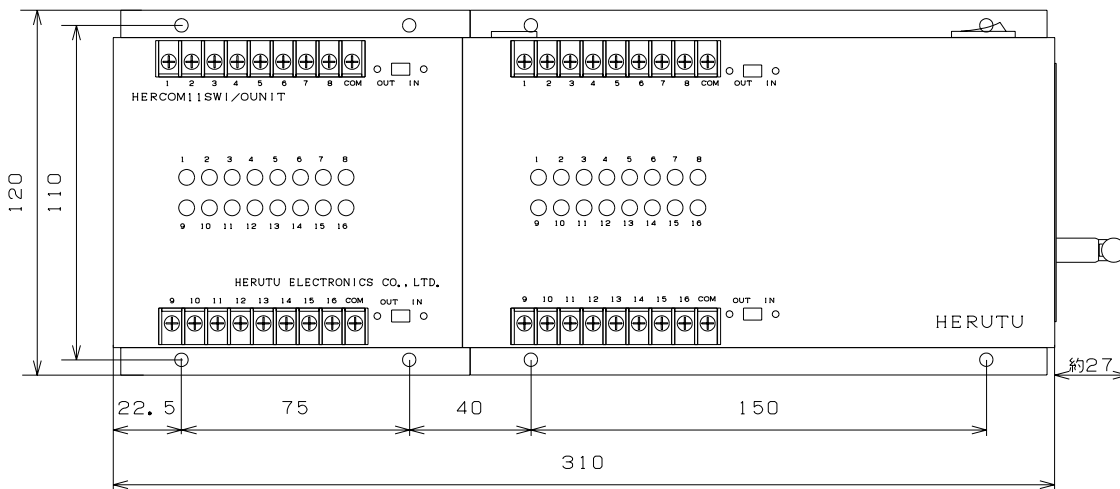 1 2 3 4 5 6 7 8 COM OUT IN
1 2 3 4 5 6 7 8 COM OUT IN
HERCOM11SWI/OUNIT
1 2 3 4 5 6 7 8
1 2 3 4 5 6 7 8
9 10 11 12 13 14 15 16
9 10 11 12 13 14 15 16
120
110
HERUTU ELECTRONICS CO.,LTD.
9 10 11 12 13 14 15 16 COM OUT IN
9 10 11 12 13 14 15 16 COM OUT IN
HERUTU
約27
22.5
75
40
150
310